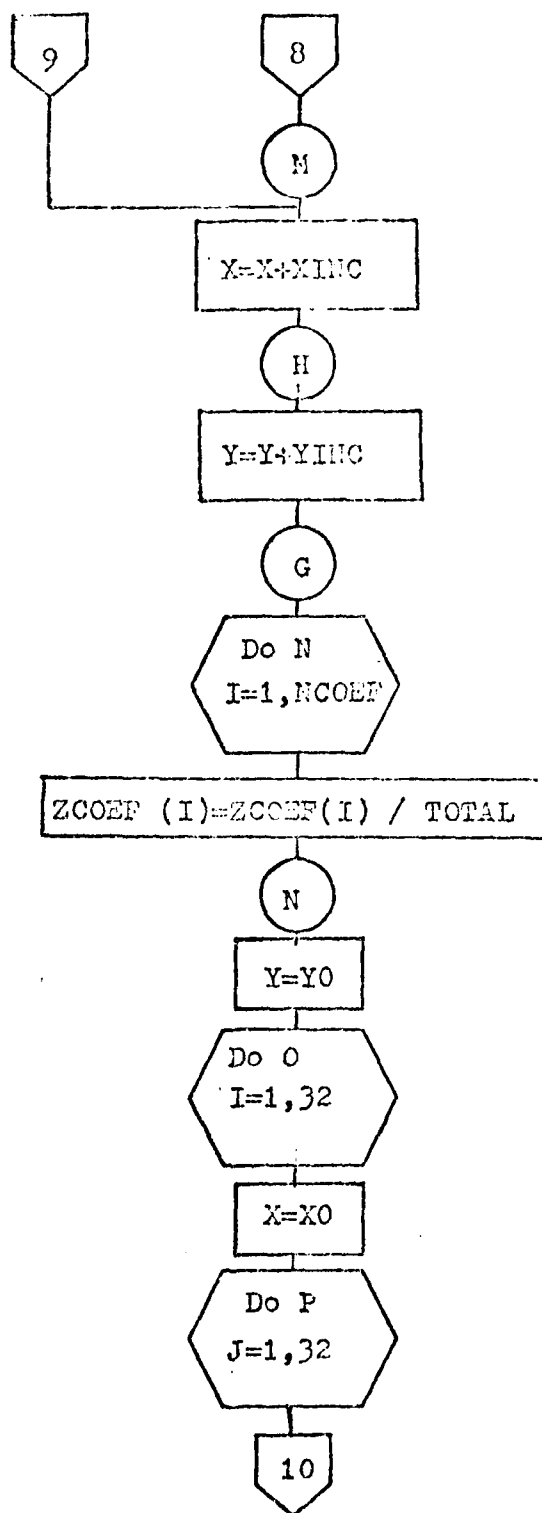 9
8
M
X=X+XINC
H
Y=Y+YINC
G
Do N
I=1,NCOEF
ZCOEF (I)=ZCOEF(I) / TOTAL
N
Y=Y0
Do O
I=1,32
X=X0
Do P
J=1,32
10